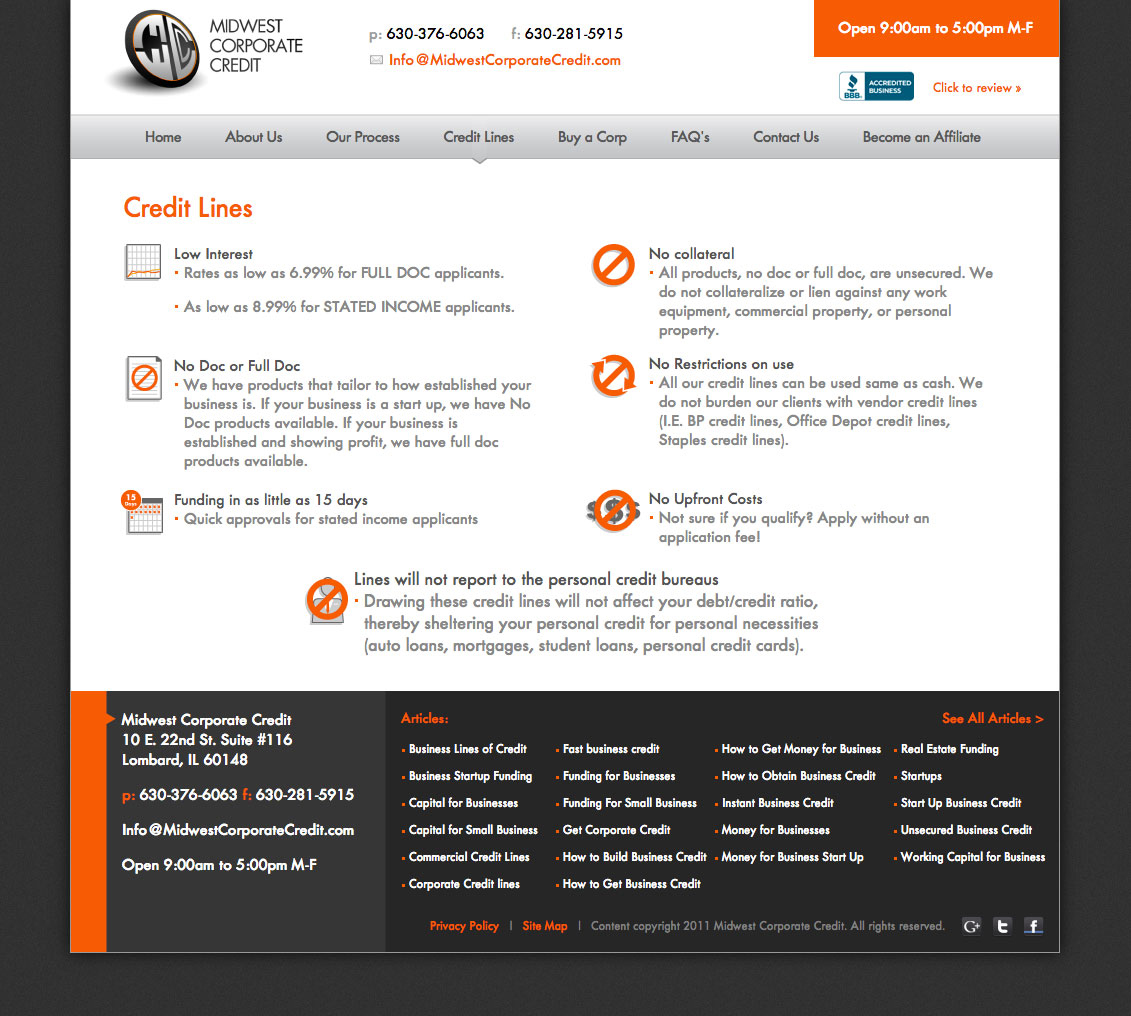 MIDWEST
CORPORATE
CREDIT
p: 630-376-6063 f: 630-281-5915
Info@MidwestCorporateCredit.com
Open 9:00am to 5:00pm M-F
BBB. ACCREDITED
BUSINESS
Click to review »
Home About Us Our Process Credit Lines Buy a Corp FAQ's Contact Us Become an Affiliate
Credit Lines
Low Interest
Rates as low as 6.99% for FULL DOC applicants.
As low as 8.99% for STATED INCOME applicants.
No collateral
All products, no doc or full doc, are unsecured. We
do not collateralize or lien against any work
equipment, commercial property, or personal
property.
No Doc or Full Doc
We have products that tailor to how established your
business is. If your business is a start up, we have No
Doc products available. If your business is
established and showing profit, we have full doc
products available.
No Restrictions on use
All our credit lines can be used same as cash. We
do not burden our clients with vendor credit lines
(I.E. BP credit lines, Office Depot credit lines,
Staples credit lines).
15
Days
Funding in as little as 15 days
Quick approvals for stated income applicants
$$$
No Upfront Costs
Not sure if you qualify? Apply without an
application fee!
Lines will not report to the personal credit bureaus
Drawing these credit lines will not affect your debt/credit ratio,
thereby sheltering your personal credit for personal necessities
(auto loans, mortgages, student loans, personal credit cards).
Midwest Corporate Credit
10 E. 22nd St. Suite #116
Lombard, IL 60148
p: 630-376-6063 f: 630-281-5915
Info@MidwestCorporateCredit.com
Open 9:00am to 5:00pm M-F
Articles: See All Articles >
Business Lines of Credit
Business Startup Funding
Capital for Businesses
Capital for Small Business
Commercial Credit Lines
Corporate Credit lines
Fast business credit
Funding for Businesses
Funding For Small Business
Get Corporate Credit
How to Build Business Credit
How to Get Business Credit
How to Get Money for Business
How to Obtain Business Credit
Instant Business Credit
Money for Businesses
Money for Business Start Up
Real Estate Funding
Startups
Start Up Business Credit
Unsecured Business Credit
Working Capital for Business
Privacy Policy | Site Map | Content copyright 2011 Midwest Corporate Credit. All rights reserved.